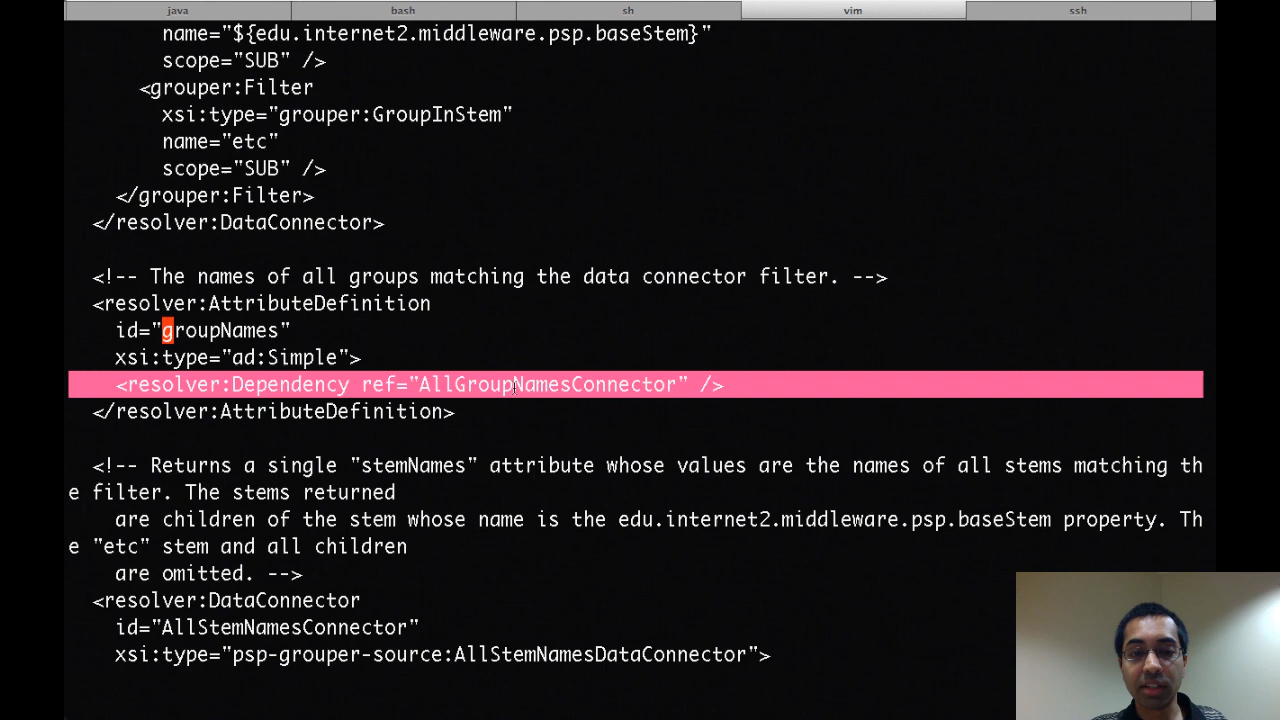 java bash sh vim ssh
name="${edu.internet2.middleware.psp.baseStem}"
scope="SUB" />
<grouper:Filter
xsi:type="grouper:GroupInStem"
name="etc"
scope="SUB" />
</grouper:Filter>
</resolver:DataConnector>
<!-- The names of all groups matching the data connector filter. -->
<resolver:AttributeDefinition
id="groupNames"
xsi:type="ad:Simple">
<resolver:Dependency ref="AllGroupNamesConnector" />
</resolver:AttributeDefinition>
<!-- Returns a single "stemNames" attribute whose values are the names of all stems matching th
e filter. The stems returned
are children of the stem whose name is the edu.internet2.middleware.psp.baseStem property. Th
e "etc" stem and all children
are omitted. -->
<resolver:DataConnector
id="AllStemNamesConnector"
xsi:type="psp-grouper-source:AllStemNamesDataConnector">